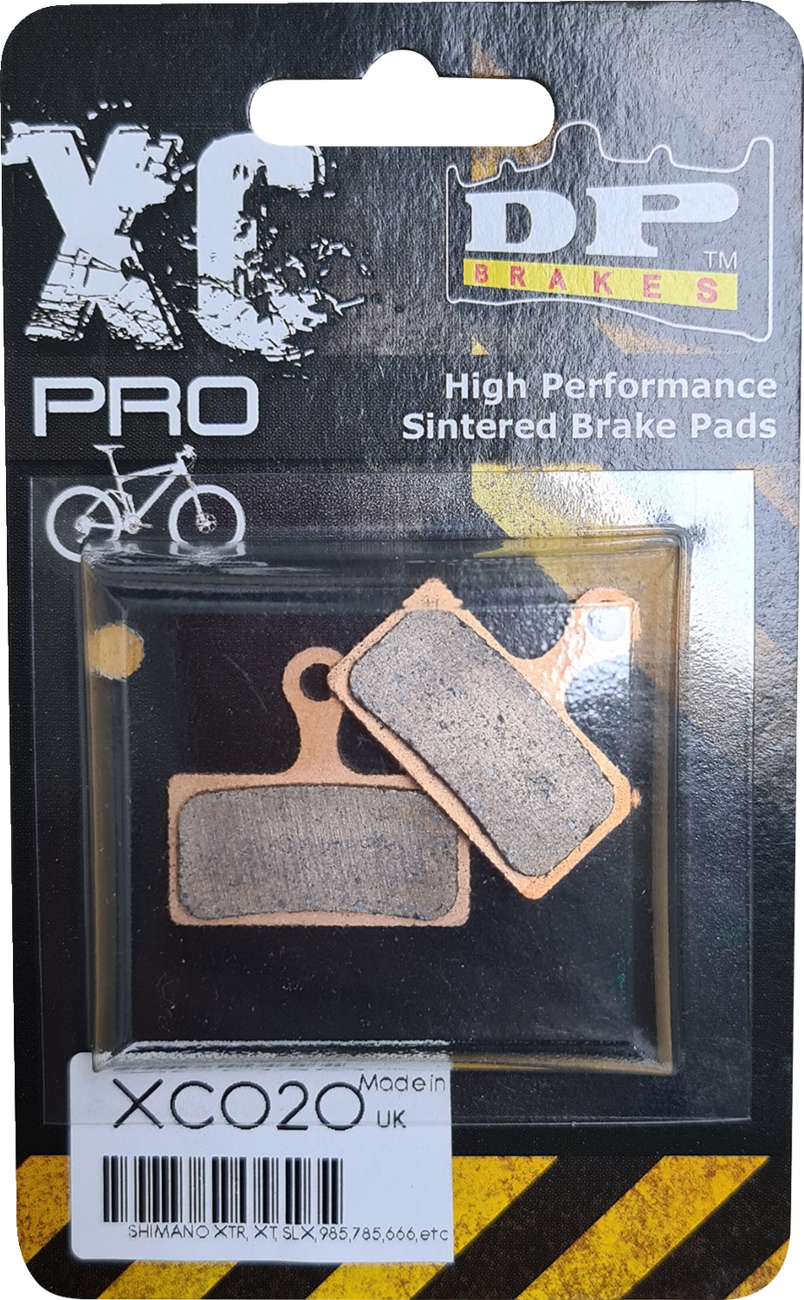 XC
DP
TM
BRAKES
PRO
High Performance
Sintered Brake Pads
XC020
Made in
UK
SHIMANO XTR, XT, SLX,985,785,666,etc